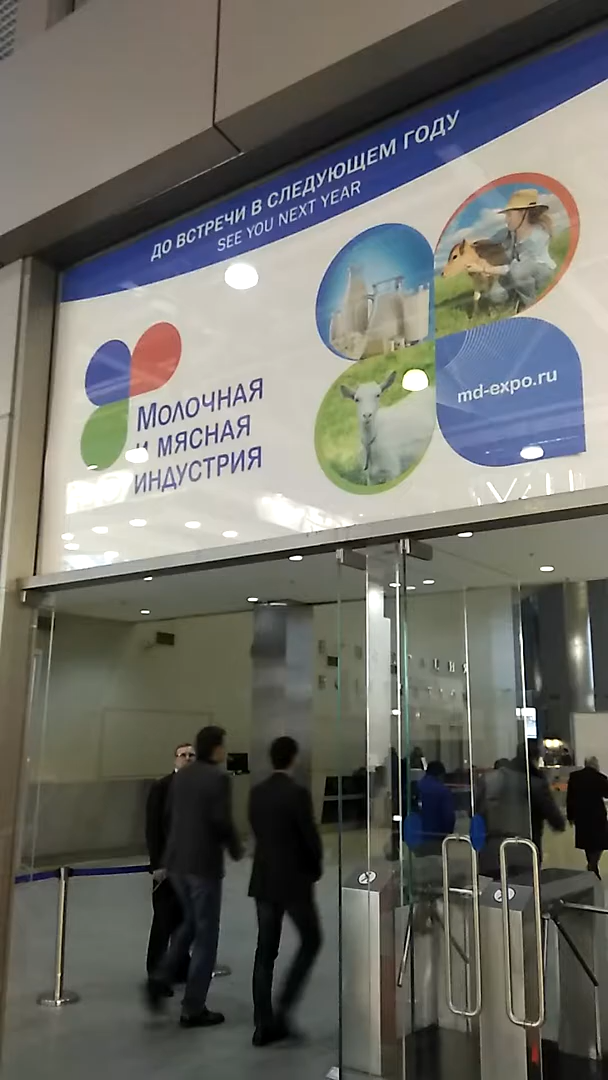 ДО ВСТРЕЧИ В СЛЕДУЮЩЕМ ГОДУ
SEE YOU NEXT YEAR
МОЛОЧНАЯ
И МЯСНАЯ
ИНДУСТРИЯ
md-expo.ru